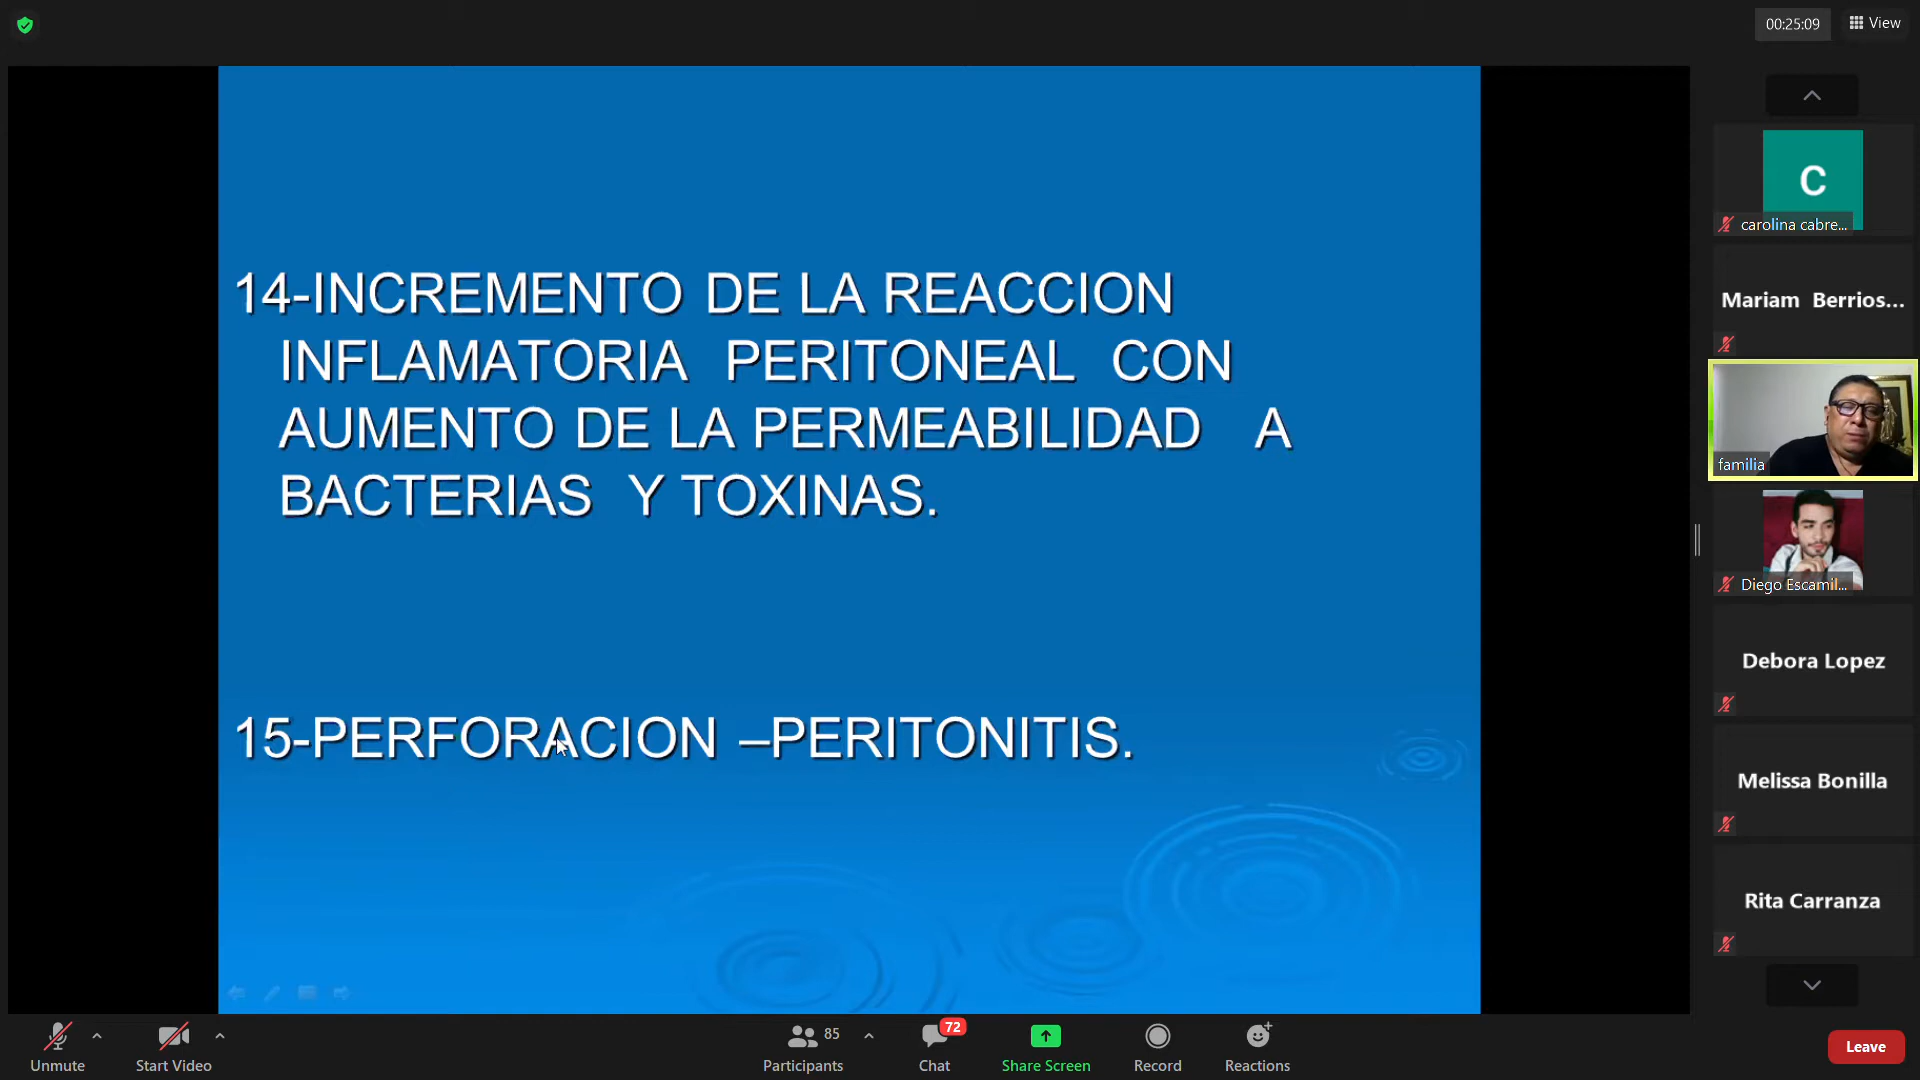 00:25:09
View
14-INCREMENTO DE LA REACCION
INFLAMATORIA PERITONEAL CON
AUMENTO DE LA PERMEABILIDAD A
BACTERIAS Y TOXINAS.
15-PERFORACION –PERITONITIS.
C
carolina cabre...
Mariam Berrios...
familia
Diego Escamil...
Debora Lopez
Melissa Bonilla
Rita Carranza
Unmute
Start Video
85
Participants
72
Chat
Share Screen
Record
Reactions
Leave